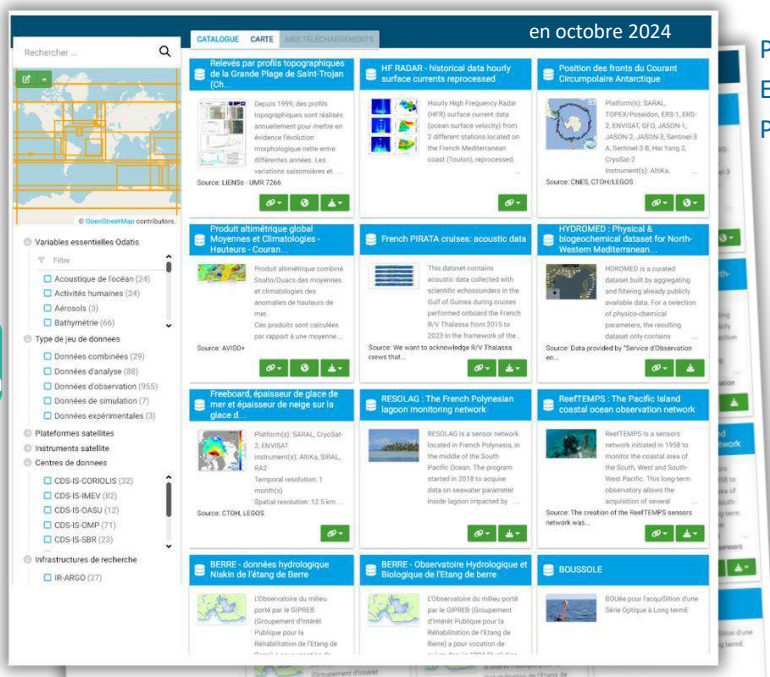 en octobre 2024
CATALOGUE CARTE MES TÉLÉCHARGEMENTS
Rechercher ...
© OpenStreetMap contributors.
Variables essentielles Odatis
Filtre
Acoustique de l'océan (24)
Activités humaines (24)
Aérosols (3)
Bathymétrie (66)
Type de jeu de donnees
Données combinées (29)
Données d'analyse (88)
Données d'observation (955)
Données de simulation (7)
Données expérimentales (3)
Plateformes satellites
Instruments satellite
Centres de donnees
CDS-IS-CORIOLIS (32)
CDS-IS-IMEV (82)
CDS-IS-OASU (12)
CDS-IS-OMP (71)
CDS-IS-SBR (23)
Infrastructures de recherche
IR-ARGO (27)
Relevés par profils topographiques
de la Grande Plage de Saint-Trojan
(Ch...
Depuis 1999, des profils
topographiques sont réalisés
annuellement pour mettre en
évidence l'évolution
morphologique nette entre
différentes années. Les
variations saisonnières et ...
Source: LIENSs - UMR 7266
HF RADAR - historical data hourly
surface currents reprocessed
Hourly High Frequency Radar
(HFR) surface current data
(ocean surface velocity) from
2 different stations located on
the French Mediterranean
coast (Toulon), reprocessed.
...
Position des fronts du Courant
Circumpolaire Antarctique
Platform(s): SARAL,
TOPEX/Poseidon, ERS-1, ERS-
2, ENVISAT, GFO, JASON-1,
JASON-2, JASON-3, Sentinel-3
A, Sentinel-3 B, Hai Yang 2,
CryoSat-2
Instrument(s): AltiKa,
...
Source: CNES, CTOH/LEGOS
Produit altimétrique global
Moyennes et Climatologies -
Hauteurs - Couran...
Produit altimétrique combiné
Ssalto/Duacs des moyennes
et climatologies des
anomalies de hauteurs de
mer.
Ces produits sont calculées
par rapport à une moyenne...
Source: AVISO+
French PIRATA cruises: acoustic data
This dataset contains
acoustic data collected with
scientific echosounders in the
Gulf of Guinea during cruises
performed onboard the French
R/V Thalassa from 2015 to
2023 in the framework of the...
Source: We want to acknowledge R/V Thalassa
crews that...
HYDROMED : Physical &
biogeochemical dataset for North-
Western Mediterranean...
HDROMED is a curated
dataset built by aggregating
and filtering already publicly
available data. For a selection
of physico-chemical
parameters, the resulting
dataset only contains ...
Source: Data provided by "Service d'Observation
en...
Freeboard, épaisseur de glace de
mer et épaisseur de neige sur la
glace d...
Platform(s): SARAL, CryoSat-
2, ENVISAT
Instrument(s): AltiKa, SIRAL,
RA2
Temporal resolution: 1
month(s)
Spatial resolution: 12.5 km...
Source: CTOH, LEGOS
RESOLAG : The French Polynesian
lagoon monitoring network
RESOLAG is a sensor network
located in French Polynesia, in
the middle of the South
Pacific Ocean. The program
started in 2018 to acquire
data on seawater parameter
inside lagoon impacted by ...
ReefTEMPS : The Pacific Island
coastal ocean observation network
ReefTEMPS is a sensors
network initiated in 1958 to
monitor the coastal area of
the South, West and South-
West Pacific. This long-term
observatory allows the
acquisition of several ...
Source: The creation of the ReefTEMPS sensors
network was...
BERRE - données hydrologique
Niskin de l'étang de Berre
L'Observatoire du milieu
porté par le GIPREB
(Groupement d'Intérêt
Publique pour la
Réhabilitation de l'Etang de
BERRE - Observatoire Hydrologique et
Biologique de l'Etang de berre
L'Observatoire du milieu
porté par le GIPREB
(Groupement d'Intérêt
Publique pour la
Réhabilitation de l'Etang de
Berre) a pour vocation de
BOUSSOLE
BOUée pour l'acquiSition d'une
Série Optique à Long termE
P
E
P